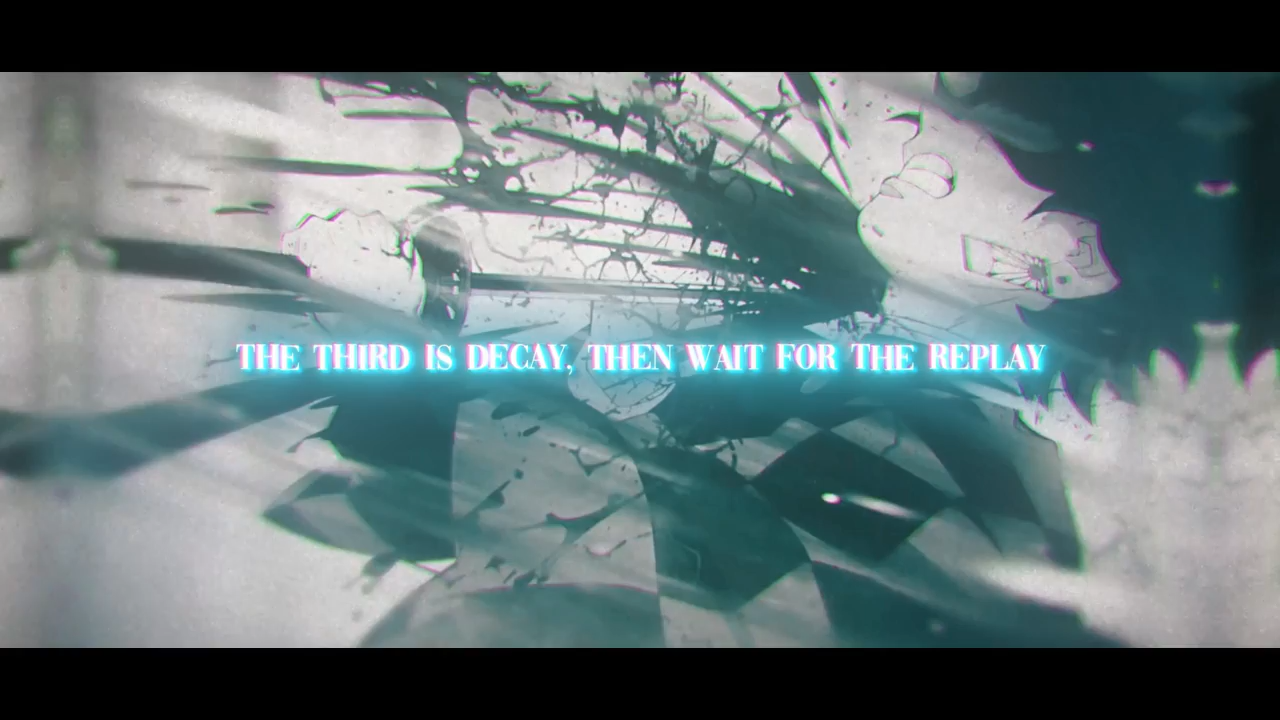 THE THIRD IS DECAY, THEN WAIT FOR THE REPLAY